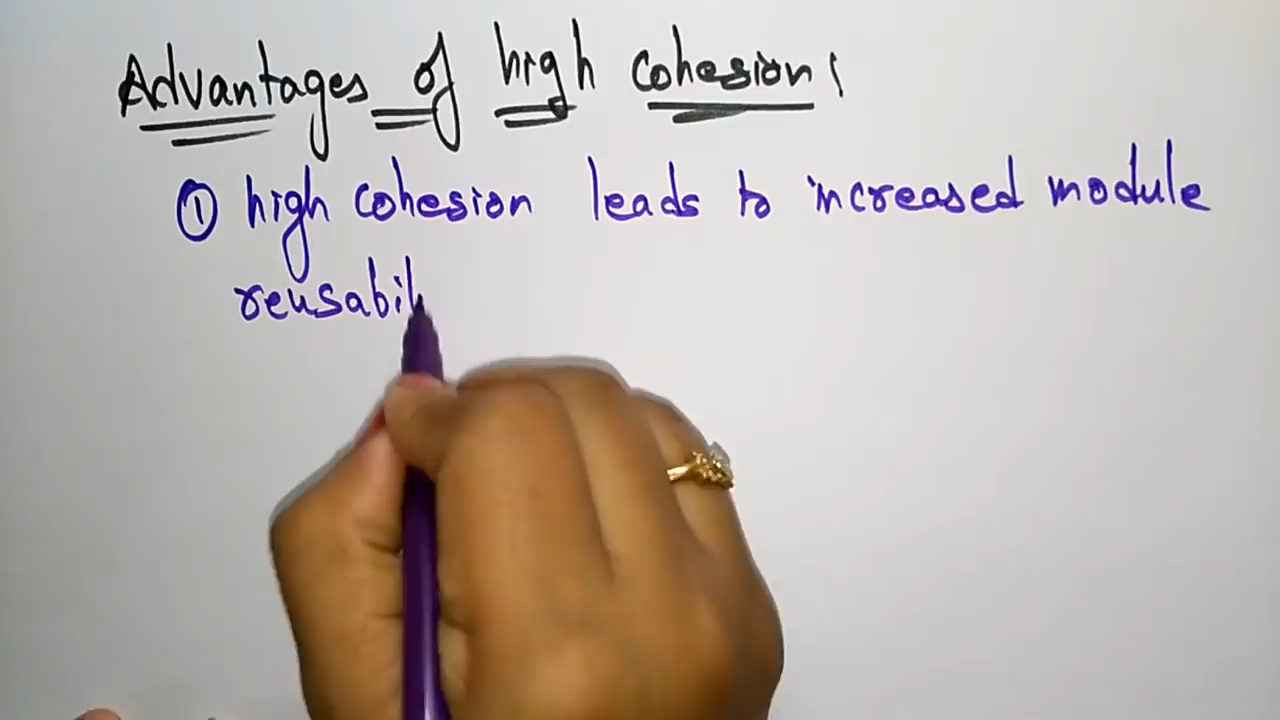 Advantages of high cohesion:
① high cohesion leads to increased module
reusabil